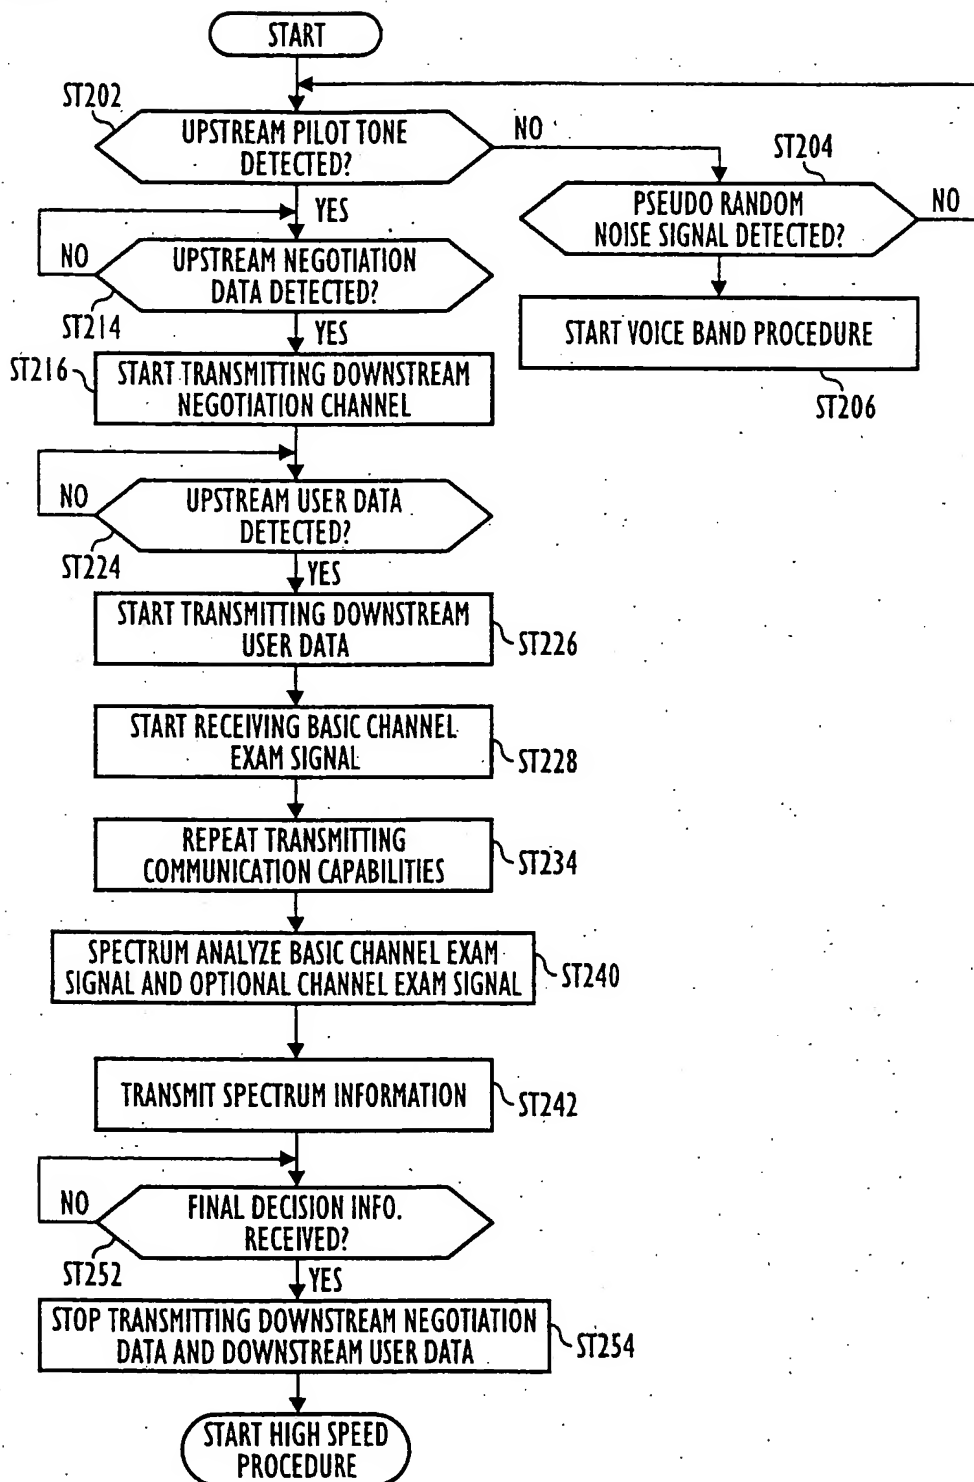 START
ST202
UPSTREAM PILOT TONE
DETECTED?
NO
ST204
YES
PSEUDO RANDOM
NOISE SIGNAL DETECTED?
NO
NO
UPSTREAM NEGOTIATION
DATA DETECTED?
ST214
YES
START VOICE BAND PROCEDURE
ST206
ST216
START TRANSMITTING DOWNSTREAM
NEGOTIATION CHANNEL
NO
UPSTREAM USER DATA
DETECTED?
ST224
YES
START TRANSMITTING DOWNSTREAM
USER DATA
ST226
START RECEIVING BASIC CHANNEL
EXAM SIGNAL
ST228
REPEAT TRANSMITTING
COMMUNICATION CAPABILITIES
ST234
SPECTRUM ANALYZE BASIC CHANNEL EXAM
SIGNAL AND OPTIONAL CHANNEL EXAM SIGNAL
ST240
TRANSMIT SPECTRUM INFORMATION
ST242
NO
FINAL DECISION INFO.
RECEIVED?
ST252
YES
STOP TRANSMITTING DOWNSTREAM NEGOTIATION
DATA AND DOWNSTREAM USER DATA
ST254
START HIGH SPEED
PROCEDURE